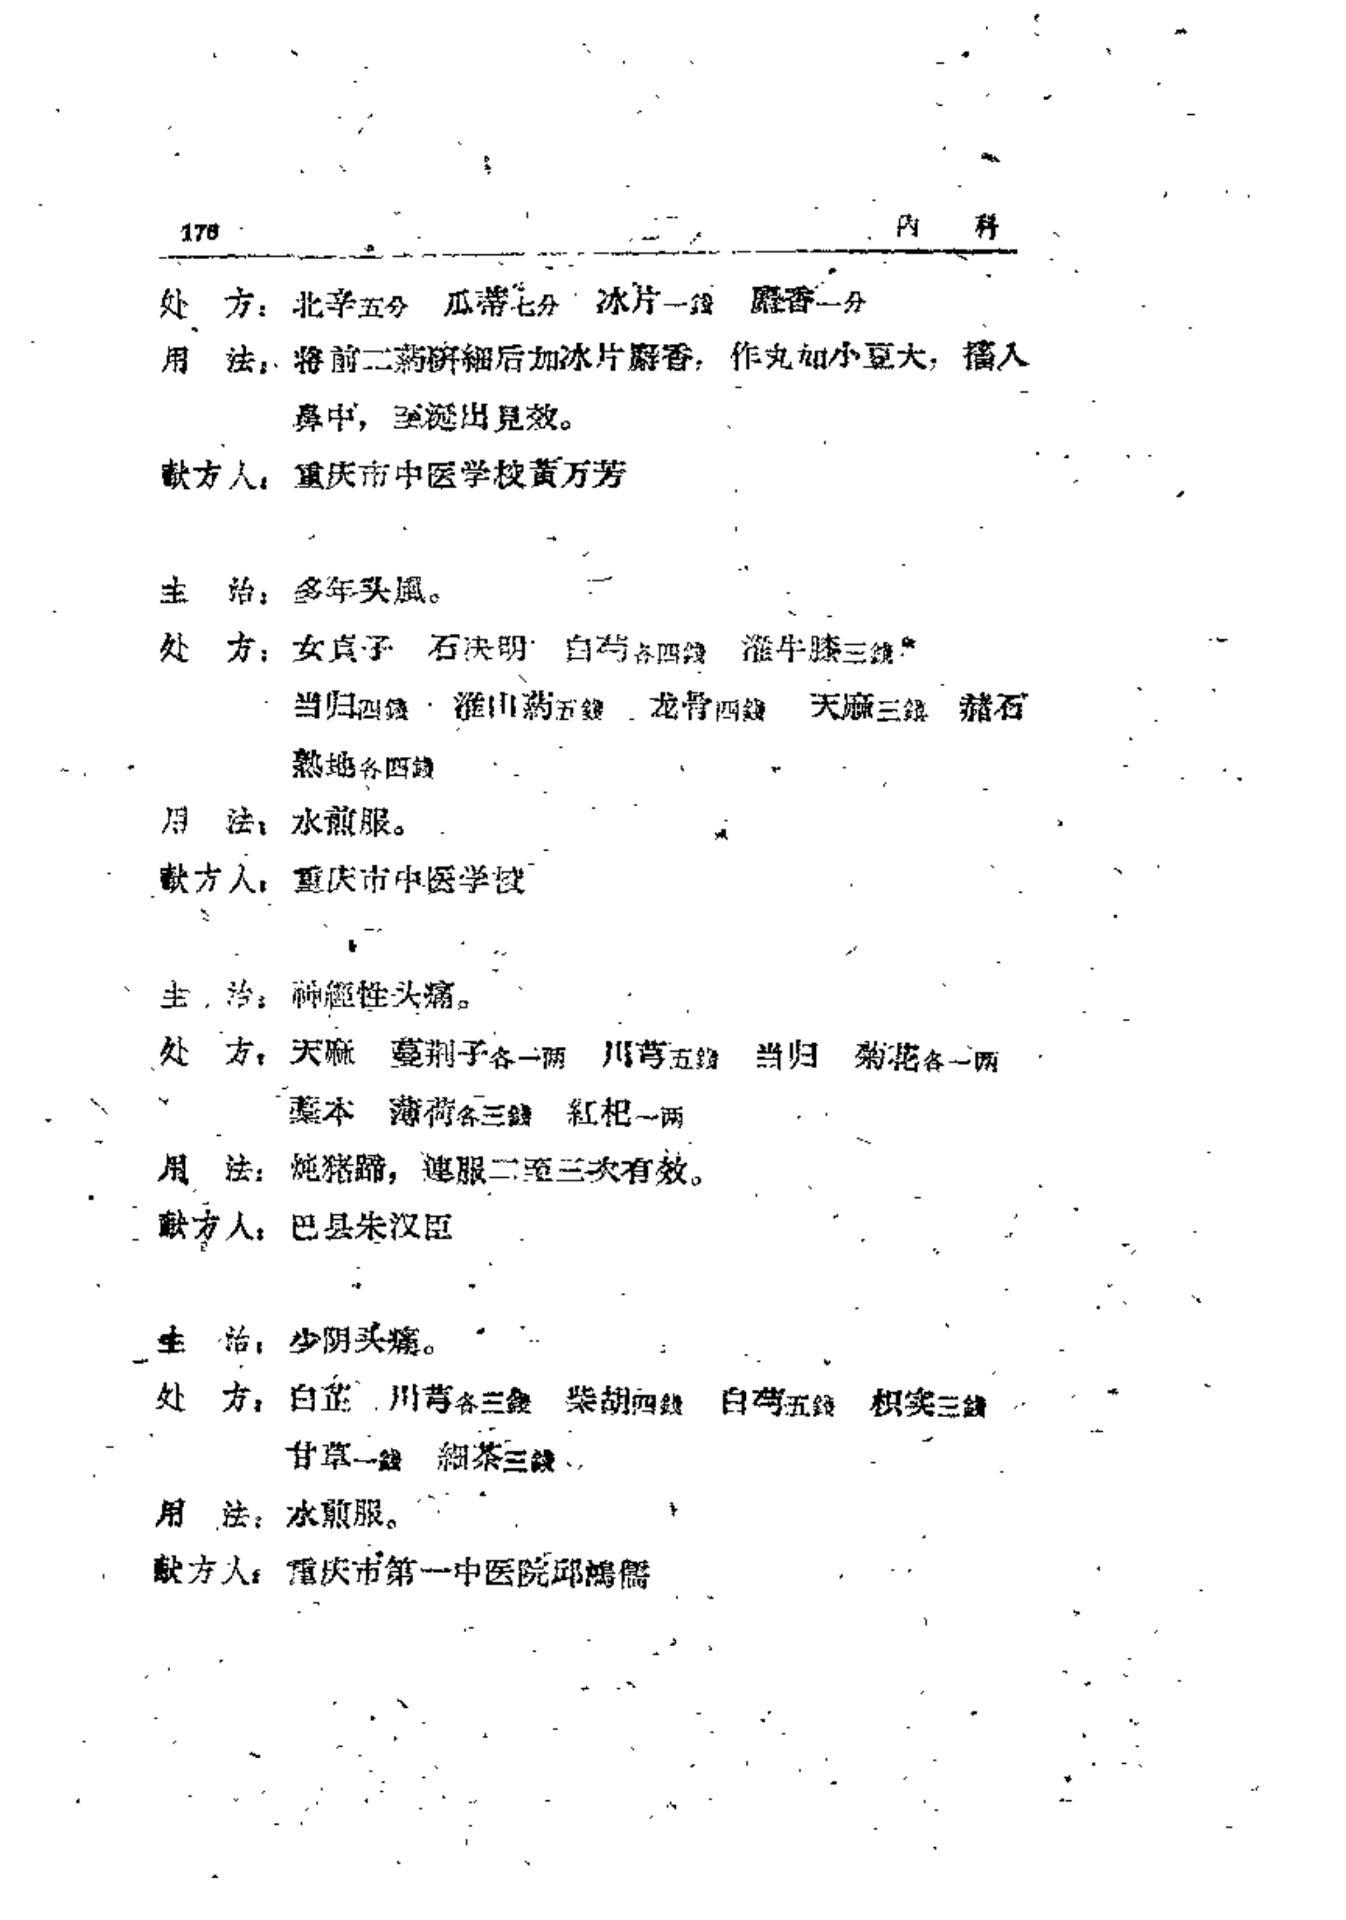 176 内 科
处 方：北辛五分 瓜蒂七分 冰片一錢 麝香一分
用 法：将前二葯研細后加冰片麝香，作丸如小豆大，搐入
鼻中，至涎出見效。
献方人：重庆市中医学校黄万芳
主 治：多年头風。
处 方：女貞子 石决明 白芍各四錢 淮牛膝三錢
当归四錢 淮山葯五錢 龙骨四錢 天麻三錢 赭石
熟地各四錢
用 法：水煎服。
献方人：重庆市中医学校
主 治：神經性头痛。
处 方：天麻 蔓荆子各一两 川芎五錢 当归 菊花各一两
藁本 薄荷各三錢 紅杞一两
用 法：炖猪蹄，連服二至三次有效。
献方人：巴县朱汉臣
主 治：少阴头痛。
处 方：白芷 川芎各三錢 柴胡四錢 白芍五錢 枳实三錢
甘草一錢 細茶三錢
用 法：水煎服。
献方人：重庆市第一中医院邱鴻儒